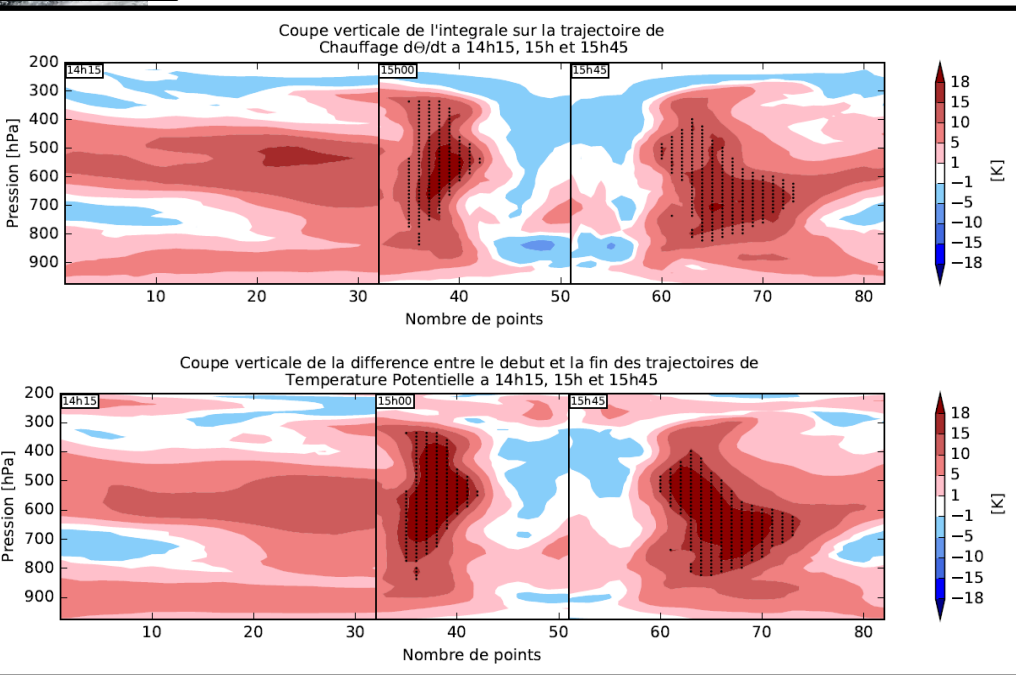 Coupe verticale de l'integrale sur la trajectoire de
Chauffage dΘ/dt a 14h15, 15h et 15h45
14h15 15h00 15h45
200
300
400
500
600
700
800
900
Pression [hPa]
10 20 30 40 50 60 70 80
Nombre de points
18
15
10
5
1
−1
−5
−10
−15
−18
[K]
Coupe verticale de la difference entre le debut et la fin des trajectoires de
Temperature Potentielle a 14h15, 15h et 15h45
14h15 15h00 15h45
200
300
400
500
600
700
800
900
Pression [hPa]
10 20 30 40 50 60 70 80
Nombre de points
18
15
10
5
1
−1
−5
−10
−15
−18
[K]